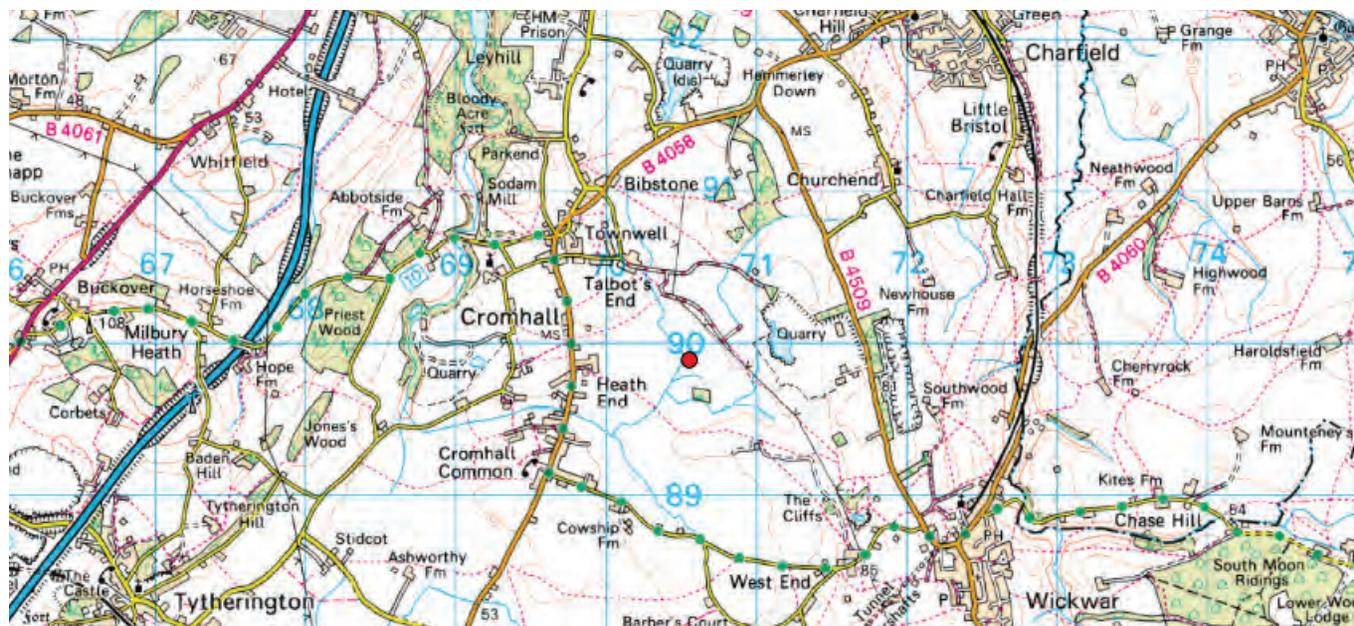 Charfield
Hill
Green
HM
Prison
92
Leyhill
67
Quarry
(dis)
Charfield
Grange
Fm
PH
P
Morton
Fm
48
Hotel
Hemmerley
Down
Bloody
Acre
Fort
53
Little
Bristol
B 4061
MS
Whitfield
Parkend
B 4058
56
Neathwood
Fm
Sodam
Mill
Bibstone
91
Churchend
Buckover
Fms
Abbotside
Fm
Charfield Hall
Fm
Upper Barns
Fm
P
Townwell
PH
67
69
70
71
73
74
Buckover
Talbot's
End
B 4509
B 4060
Highwood
Fm
Horseshoe
Fm
68
Newhouse
Fm
108
Priest
Wood
Cromhall
Milbury
Heath
MS
90
Quarry
Haroldsfield
Fm
Hope
Fm
Quarry
Cherryrock
Fm
Heath
End
81
Southwood
Fm
Corbets
Jones's
Wood
Mounteney's
Fm
Baden
Hill
Cromhall
Common
89
Kites Fm
The
Cliffs
Tytherington
Hill
84
Chase Hill
Cowship
Fm
Stidcot
PH
Ashworthy
Fm
85
South Moon
Ridings
The
Castle
West End
Tunnel
Shafts
P
Tytherington
53
Wickwar
Lower Woods
Lodge
Fort
Barber's Court